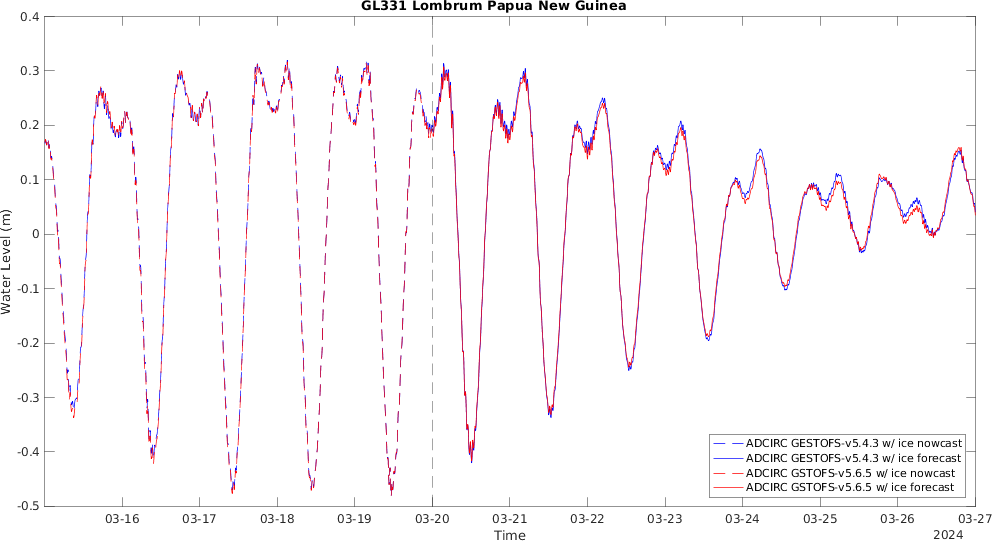 GL331 Lombrum Papua New Guinea
0.4
0.3
0.2
0.1
0
-0.1
-0.2
-0.3
-0.4
-0.5
Water Level (m)
ADCIRC GESTOFS-v5.4.3 w/ ice nowcast
ADCIRC GESTOFS-v5.4.3 w/ ice forecast
ADCIRC GSTOFS-v5.6.5 w/ ice nowcast
ADCIRC GSTOFS-v5.6.5 w/ ice forecast
03-16 03-17 03-18 03-19 03-20 03-21 03-22 03-23 03-24 03-25 03-26 03-27
Time
2024